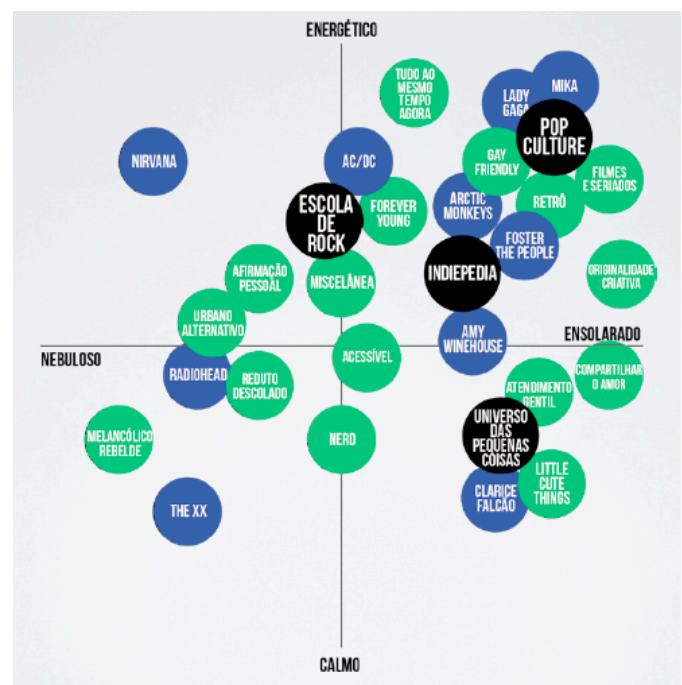 ENERGÉTICO
TUDO AO
MESMO
TEMPO
AGORA
LADY
GAGA
MIKA
POP
CULTURE
NIRVANA
AC/DC
GAY
FRIENDLY
FILMES
E SERIADOS
ESCOLA
DE
ROCK
FOREVER
YOUNG
ARCTIC
MONKEYS
RETRÔ
FOSTER
THE PEOPLE
AFIRMAÇÃO
PESSOAL
MISCELÂNEA
INDIEPEDIA
ORIGINALIDADE
CRIATIVA
URBANO
ALTERNATIVO
AMY
WINEHOUSE
ENSOLARADO
NEBULOSO
RADIOHEAD
REDUTO
DESCOLADO
ACESSÍVEL
ATENDIMENTO
GENTIL
COMPARTILHAR
O AMOR
MELANCÓLICO
REBELDE
NERD
UNIVERSO
DAS
PEQUENAS
COISAS
THE XX
CLARICE
FALCÃO
LITTLE
CUTE
THINGS
CALMO